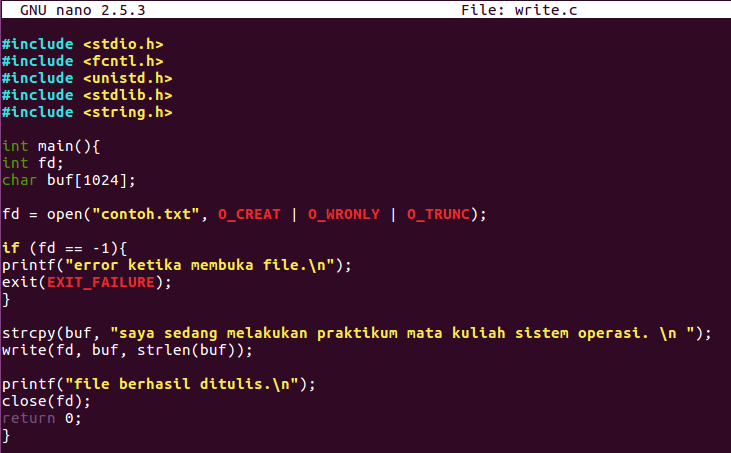 GNU nano 2.5.3 File: write.c
#include <stdio.h>
#include <fcntl.h>
#include <unistd.h>
#include <stdlib.h>
#include <string.h>
int main(){
int fd;
char buf[1024];
fd = open("contoh.txt", O_CREAT | O_WRONLY | O_TRUNC);
if (fd == -1){
printf("error ketika membuka file.\n");
exit(EXIT_FAILURE);
}
strcpy(buf, "saya sedang melakukan praktikum mata kuliah sistem operasi. \n ");
write(fd, buf, strlen(buf));
printf("file berhasil ditulis.\n");
close(fd);
return 0;
}